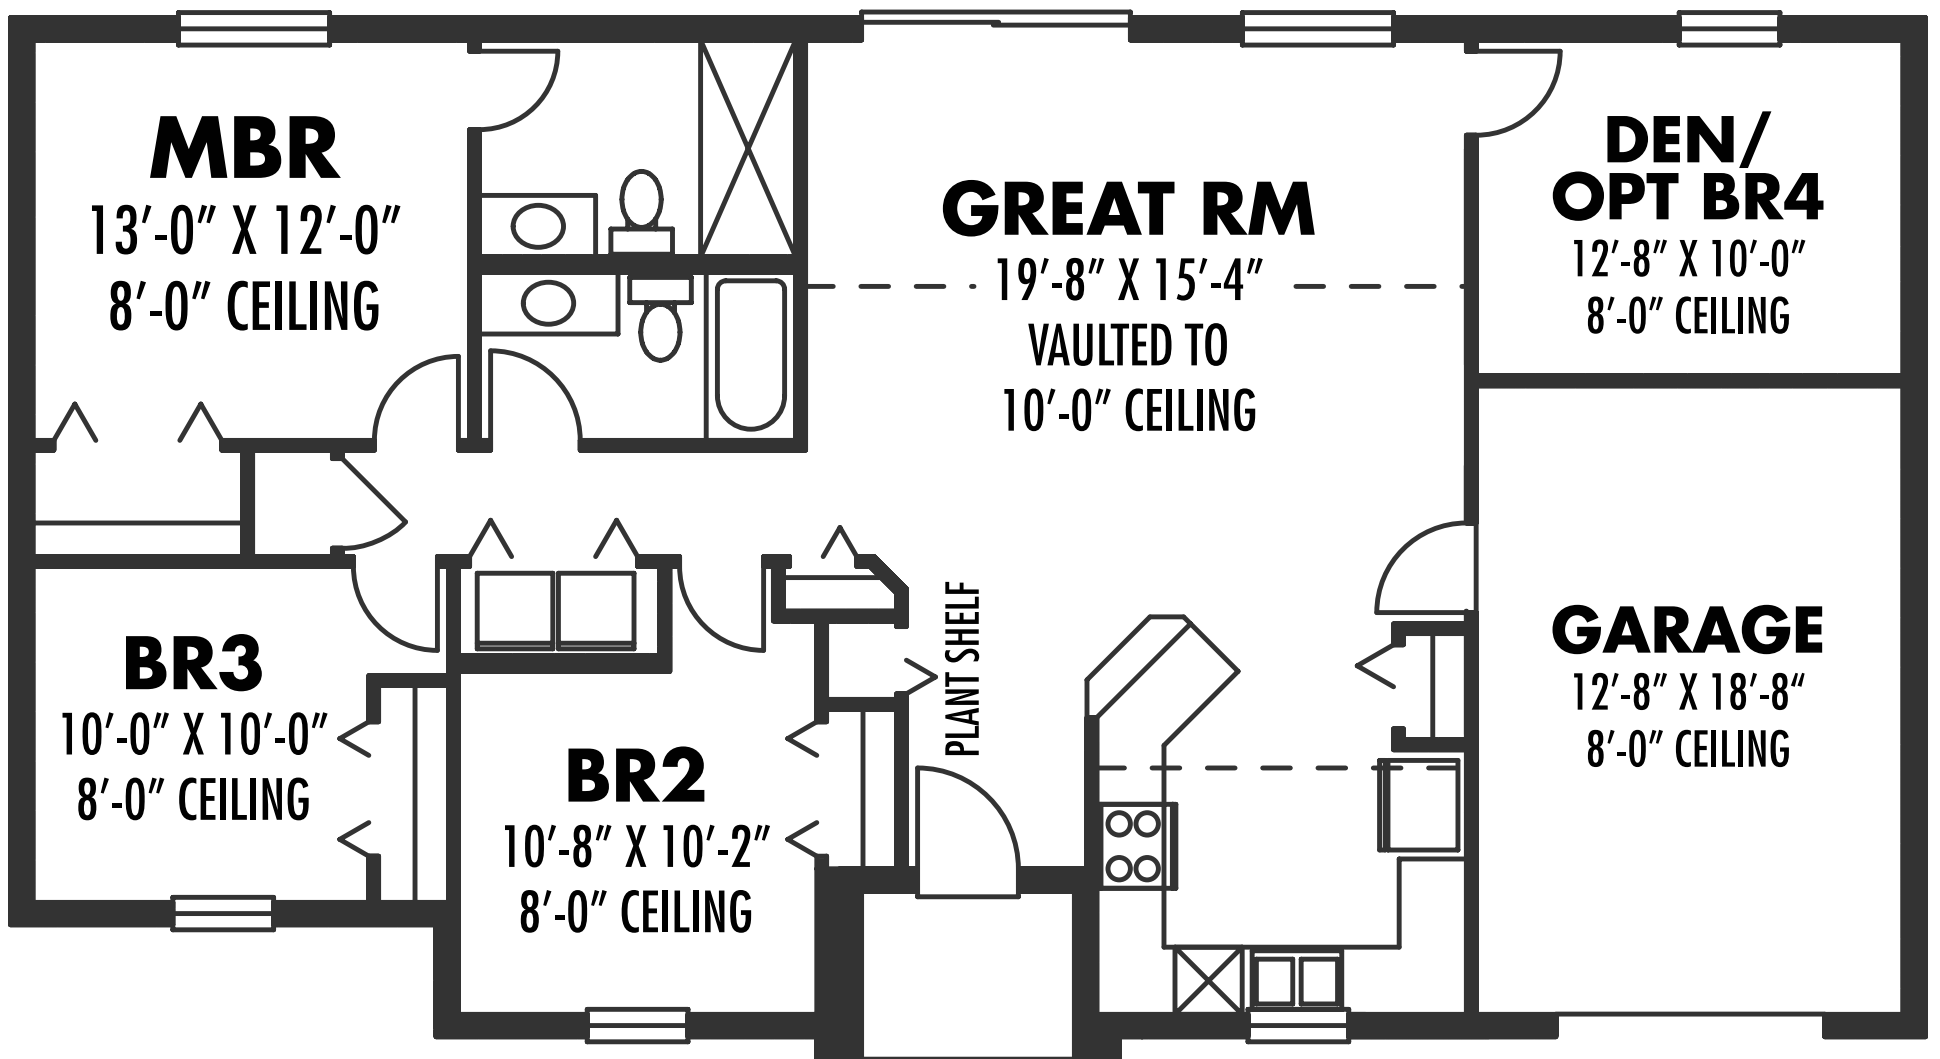 MBR
13′-0″ X 12′-0″
8′-0″ CEILING
GREAT RM
19′-8″ X 15′-4″
VAULTED TO
10′-0″ CEILING
DEN/
OPT BR4
12′-8″ X 10′-0″
8′-0″ CEILING
BR3
10′-0″ X 10′-0″
8′-0″ CEILING
BR2
10′-8″ X 10′-2″
8′-0″ CEILING
PLANT SHELF
GARAGE
12′-8″ X 18′-8“
8′-0″ CEILING